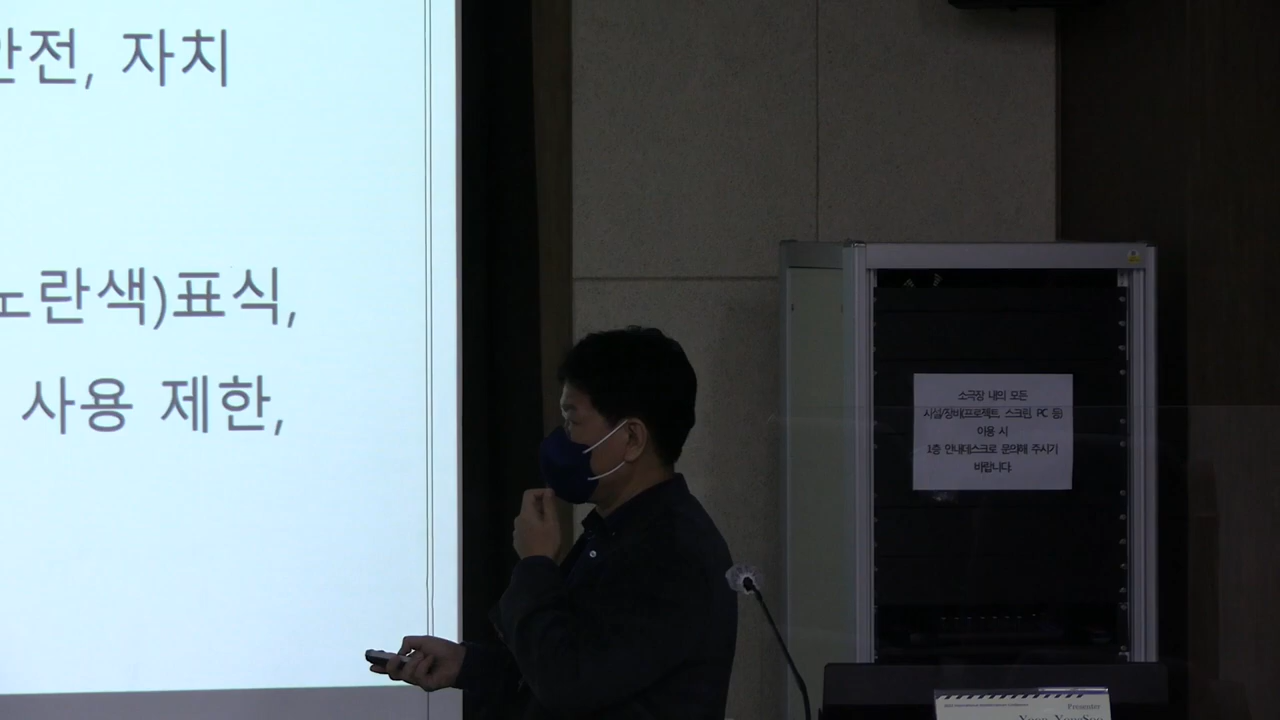 안전, 자치
노란색)표식,
사용 제한,
소극장 내의 모든
시설/장비(프로젝트, 스크린, PC 등)
이용 시
1층 안내데스크로 문의해 주시기
바랍니다.
Presenter